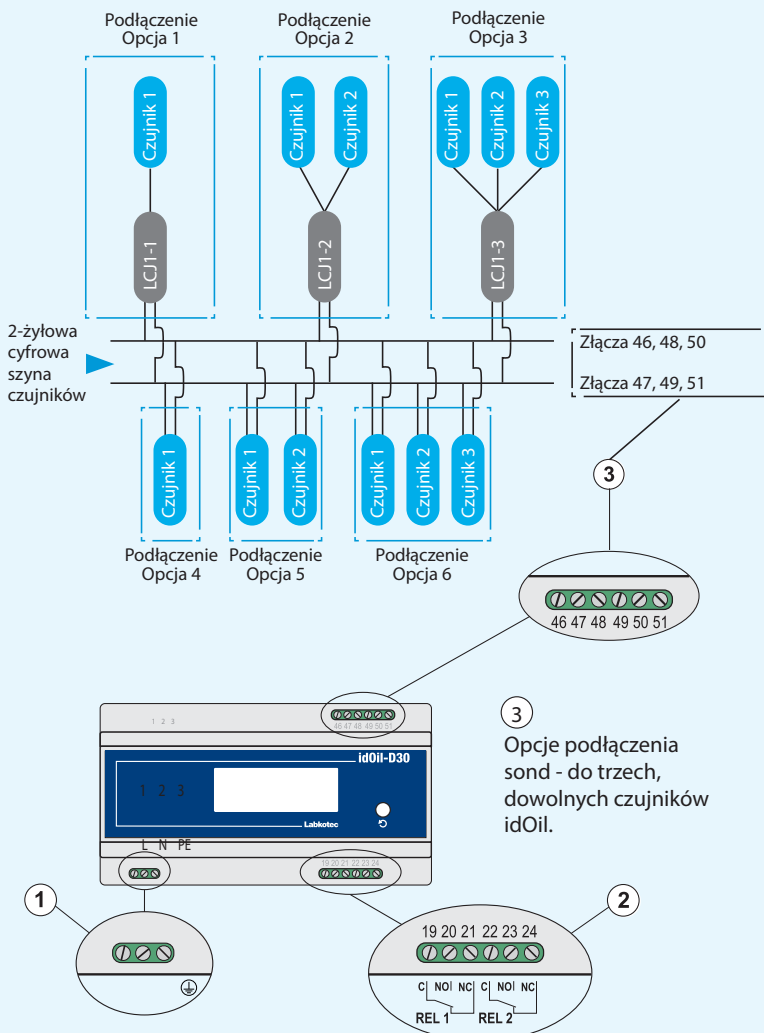 Podłączenie
Opcja 1
Podłączenie
Opcja 2
Podłączenie
Opcja 3
Czujnik 1
Czujnik 1
Czujnik 2
Czujnik 1
Czujnik 2
Czujnik 3
LCJ1-1
LCJ1-2
LCJ1-3
2-żyłowa
cyfrowa
szyna
czujników
Złącza 46, 48, 50
Złącza 47, 49, 51
Czujnik 1
Czujnik 1
Czujnik 2
Czujnik 1
Czujnik 2
Czujnik 3
Podłączenie
Opcja 4
Podłączenie
Opcja 5
Podłączenie
Opcja 6
3
46 47 48 49 50 51
1 2 3
46 47 48 49 50 51
idOil-D30
1 2 3
Labkotec
L N PE
19 20 21 22 23 24
3
Opcje podłączenia
sond - do trzech,
dowolnych czujników
idOil.
1
2
19 20 21 22 23 24
C NO NC C NO NC
REL 1 REL 2